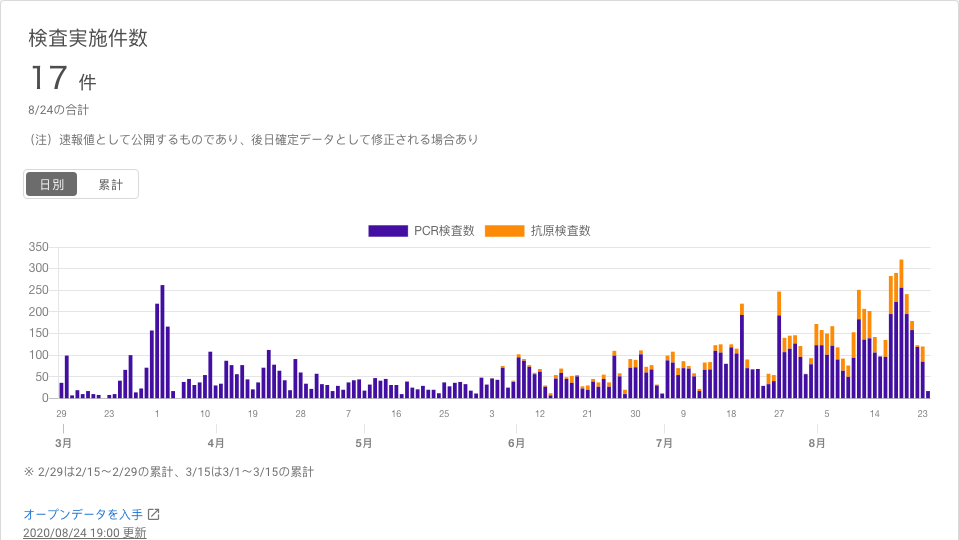 検査実施件数
17 件
8/24の合計
（注）速報値として公開するものであり、後日確定データとして修正される場合あり
日別 累計
PCR検査数 抗原検査数
350
300
250
200
150
100
50
0
29 23 1 10 19 28 7 16 25 3 12 21 30 9 18 27 5 14 23
3月 4月 5月 6月 7月 8月
※ 2/29は2/15～2/29の累計、3/15は3/1～3/15の累計
オープンデータを入手
2020/08/24 19:00 更新